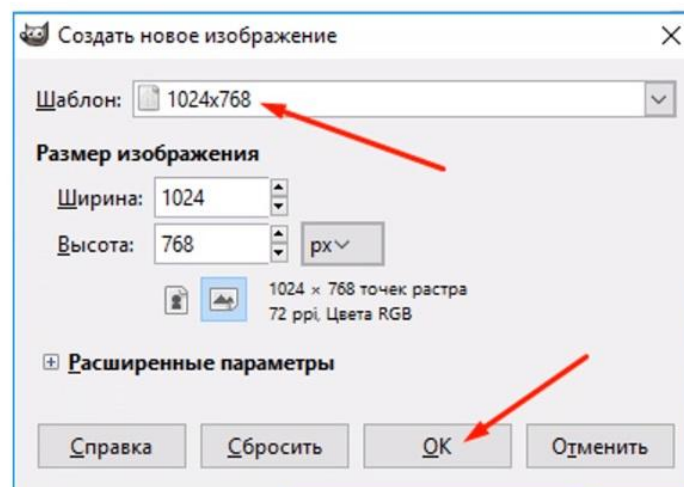 Создать новое изображение
Шаблон: 1024x768
Размер изображения
Ширина: 1024
Высота: 768 px
1024 × 768 точек растра
72 ppi, Цвета RGB
Расширенные параметры
Справка Сбросить OK Отменить